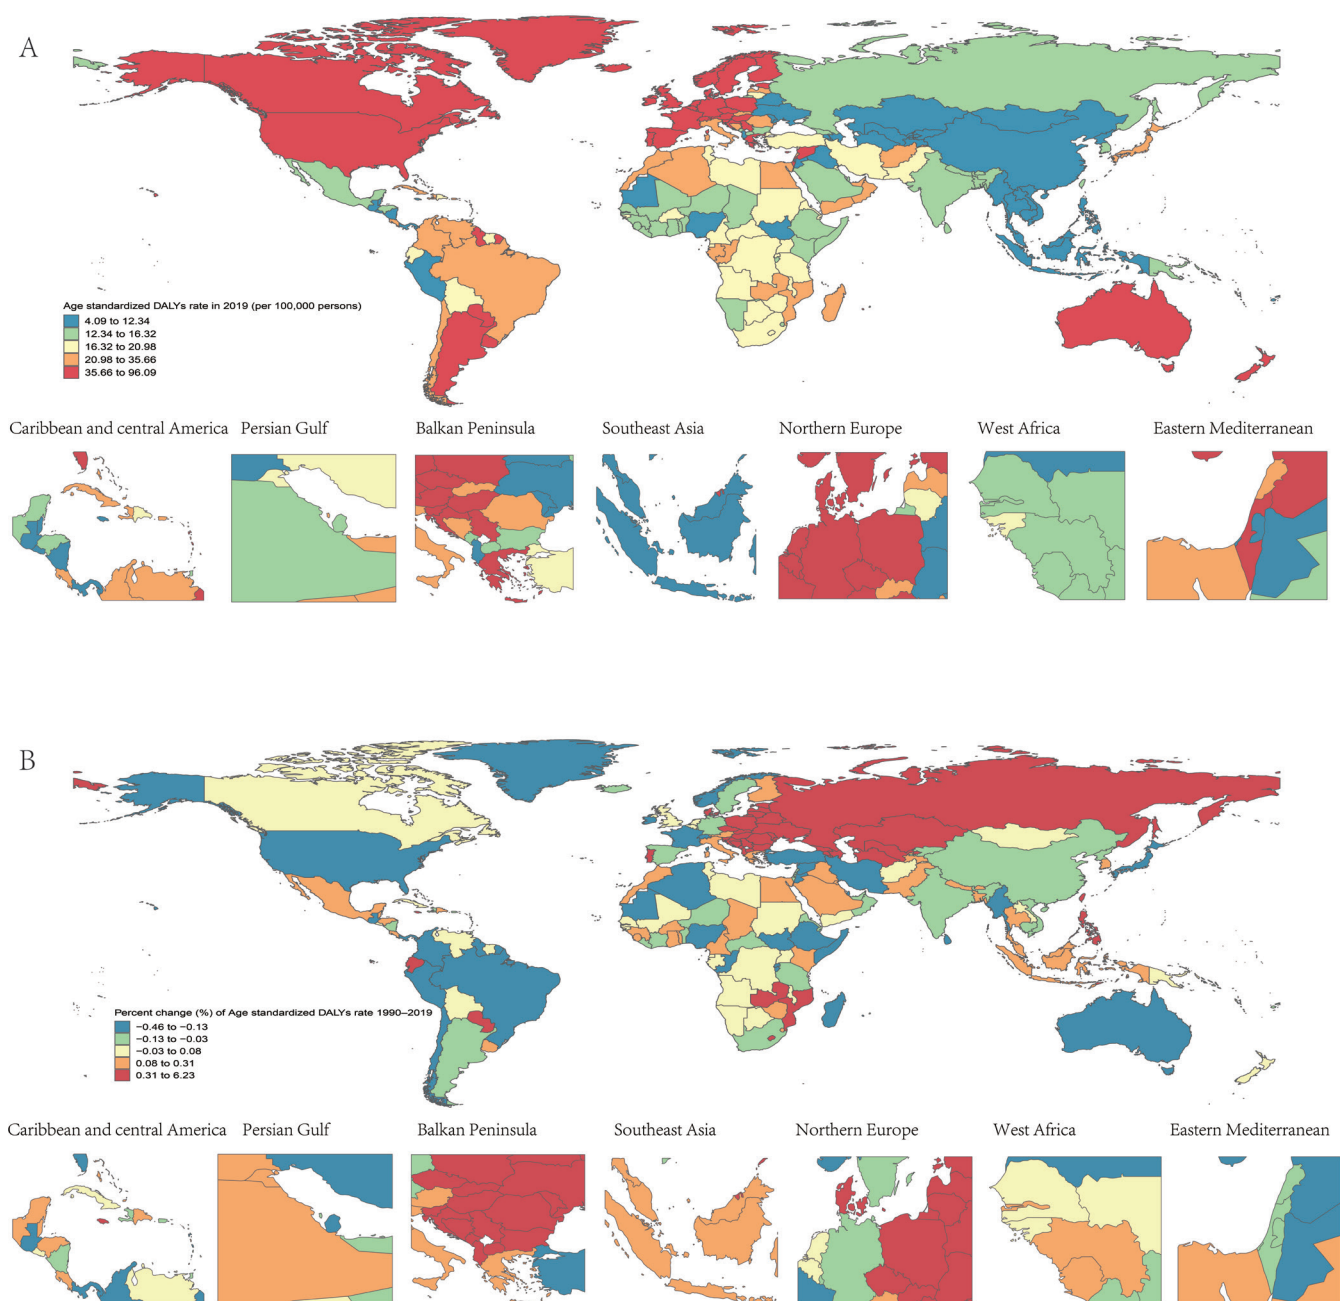 A
Age standardized DALYs rate in 2019 (per 100,000 persons)
4.09 to 12.34
12.34 to 16.32
16.32 to 20.98
20.98 to 35.66
35.66 to 96.09
Caribbean and central America Persian Gulf Balkan Peninsula Southeast Asia Northern Europe West Africa Eastern Mediterranean
B
Percent change (%) of Age standardized DALYs rate 1990–2019
−0.46 to −0.13
−0.13 to −0.03
−0.03 to 0.08
0.08 to 0.31
0.31 to 6.23
Caribbean and central America Persian Gulf Balkan Peninsula Southeast Asia Northern Europe West Africa Eastern Mediterranean